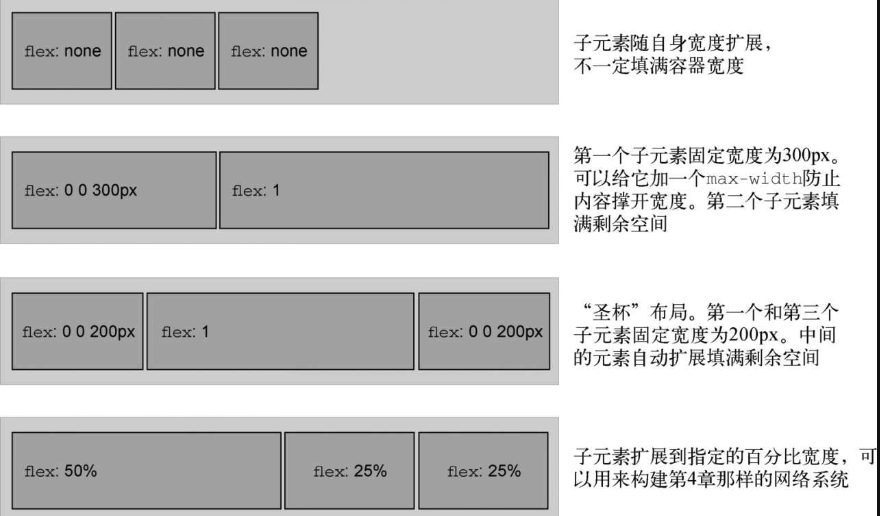 flex: none flex: none flex: none
子元素随自身宽度扩展，
不一定填满容器宽度
flex: 0 0 300px flex: 1
第一个子元素固定宽度为300px。
可以给它加一个max-width防止
内容撑开宽度。第二个子元素填
满剩余空间
flex: 0 0 200px flex: 1 flex: 0 0 200px
“圣杯”布局。第一个和第三个
子元素固定宽度为200px。中间
的元素自动扩展填满剩余空间
flex: 50% flex: 25% flex: 25%
子元素扩展到指定的百分比宽度，可
以用来构建第4章那样的网络系统